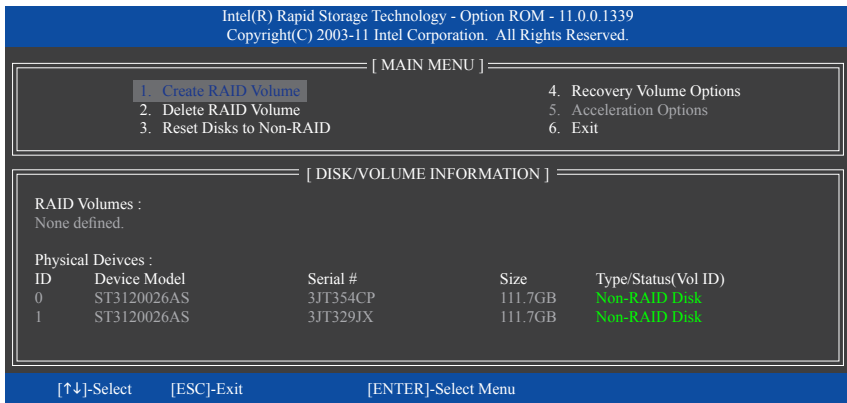 Intel(R) Rapid Storage Technology - Option ROM - 11.0.0.1339
Copyright(C) 2003-11 Intel Corporation. All Rights Reserved.
[ MAIN MENU ]
1. Create RAID Volume 4. Recovery Volume Options
2. Delete RAID Volume 5. Acceleration Options
3. Reset Disks to Non-RAID 6. Exit
[ DISK/VOLUME INFORMATION ]
RAID Volumes :
None defined.
Physical Deivces :
ID Device Model Serial # Size Type/Status(Vol ID)
0 ST3120026AS 3JT354CP 111.7GB Non-RAID Disk
1 ST3120026AS 3JT329JX 111.7GB Non-RAID Disk
[↑↓]-Select [ESC]-Exit [ENTER]-Select Menu